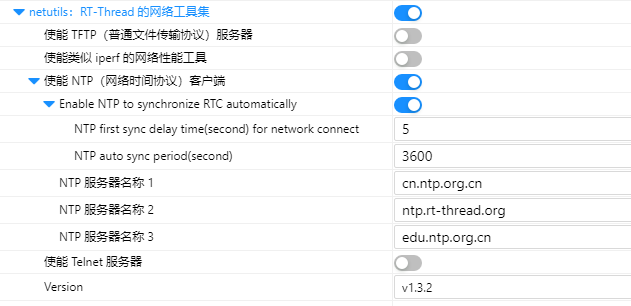 netutils：RT-Thread 的网络工具集
使能 TFTP（普通文件传输协议）服务器
使能类似 iperf 的网络性能工具
使能 NTP（网络时间协议）客户端
Enable NTP to synchronize RTC automatically
NTP first sync delay time(second) for network connect 5
NTP auto sync period(second) 3600
NTP 服务器名称 1 cn.ntp.org.cn
NTP 服务器名称 2 ntp.rt-thread.org
NTP 服务器名称 3 edu.ntp.org.cn
使能 Telnet 服务器
Version v1.3.2